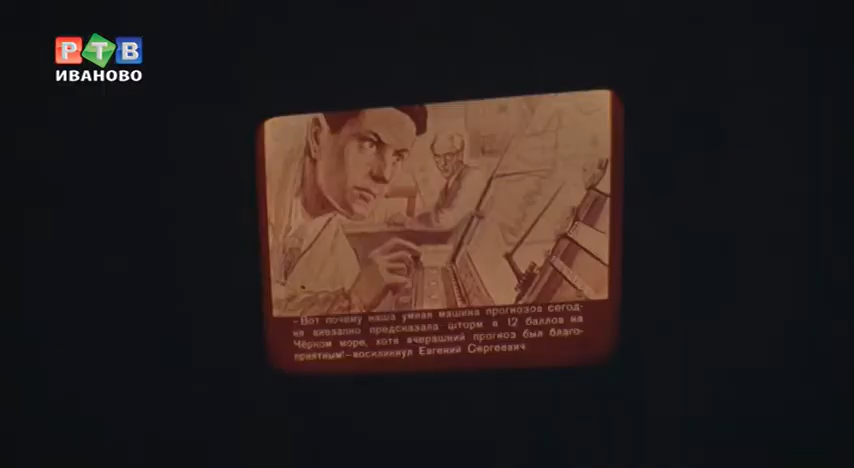 РТВ
ИВАНОВО
–Вот почему наша умная машина прогнозов сегод-
ня внезапно предсказала шторм в 12 баллов на
Чёрном море, хотя вчерашний прогноз был благо-
приятным!–воскликнул Евгений Сергеевич.